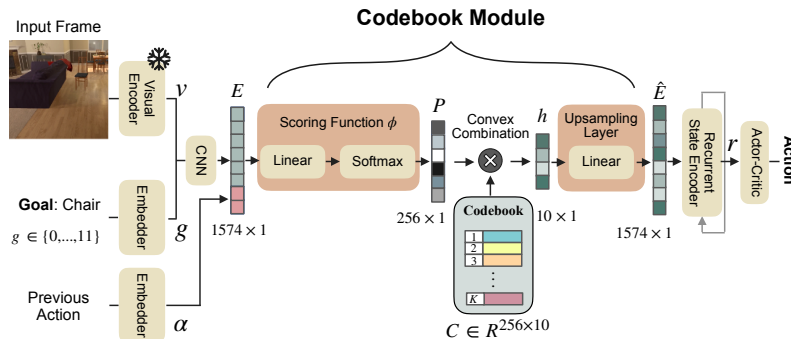 Codebook Module
Input Frame
Visual
Encoder
v
Goal: Chair
g ∈ {0,...,11}
Embedder
g
Previous
Action
Embedder
α
CNN
E
1574 × 1
Scoring Function ϕ
Linear
Softmax
P
256 × 1
Convex
Combination
Codebook
1
2
3
⋮
K
C ∈ R^{256×10}
h
10 × 1
Upsampling
Layer
Linear
Ê
1574 × 1
Recurrent
State Encoder
r
Actor-Critic
Action